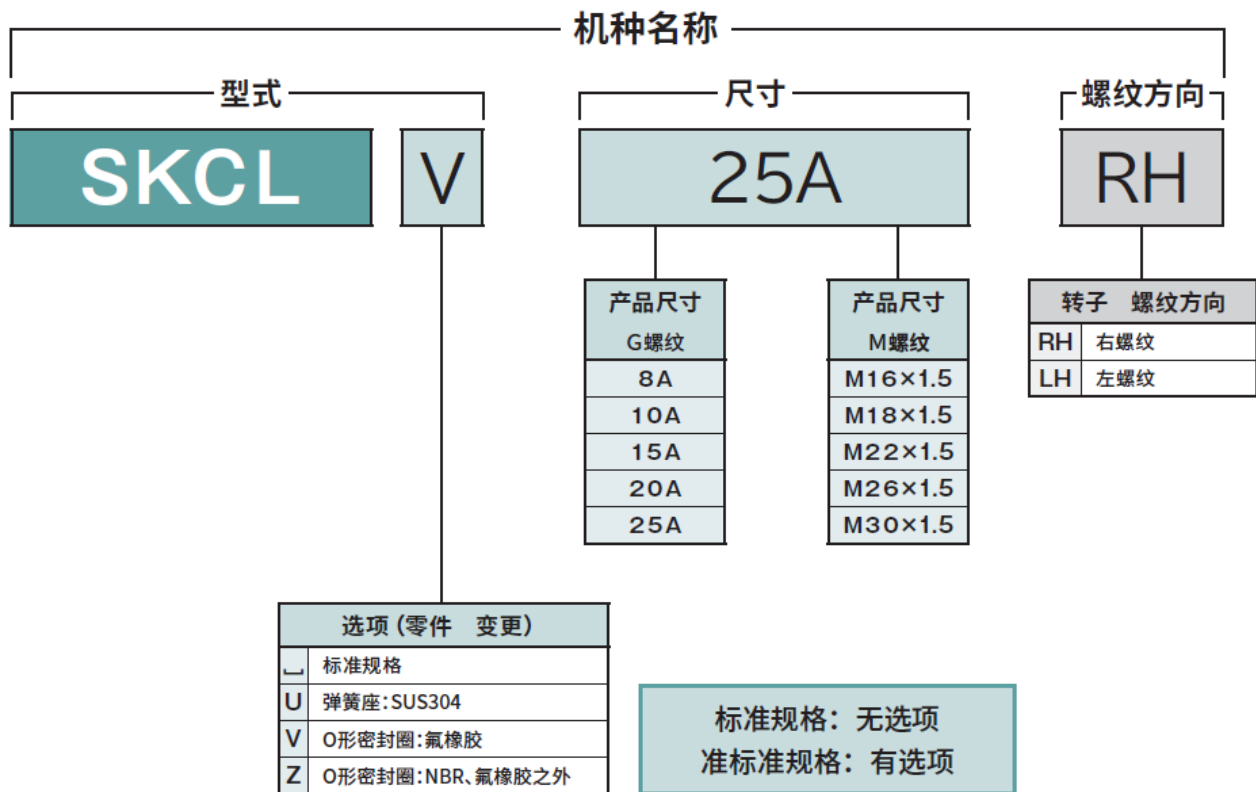 机种名称
型式
尺寸
螺纹方向
SKCL
V
25A
RH
产品尺寸
G螺纹
8A
10A
15A
20A
25A
产品尺寸
M螺纹
M16×1.5
M18×1.5
M22×1.5
M26×1.5
M30×1.5
转子 螺纹方向
RH 右螺纹
LH 左螺纹
选项(零件 变更)
⎵ 标准规格
U 弹簧座:SUS304
V O形密封圈:氟橡胶
Z O形密封圈:NBR、氟橡胶之外
标准规格：无选项
准标准规格：有选项